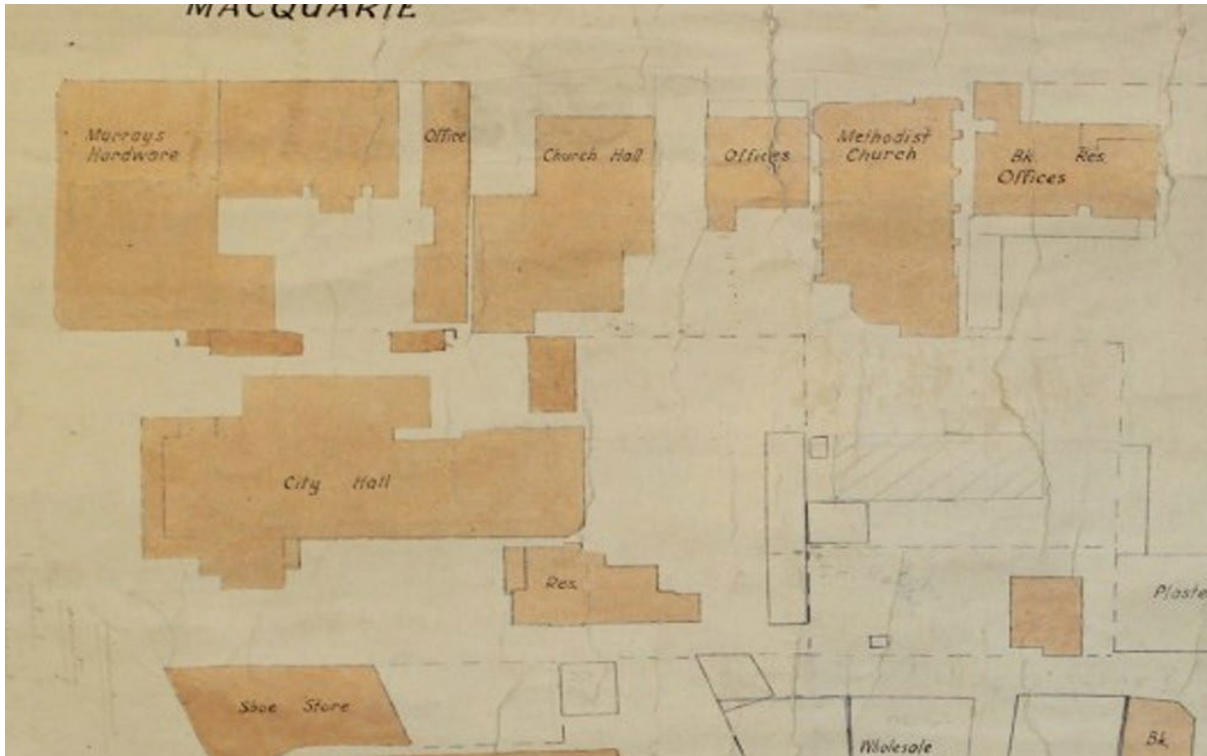 MACQUARIE
Murrays
Hardware
Office
Church Hall
Offices
Methodist
Church
Bk. Res.
Offices
City Hall
Res.
Plaste
Shoe Store
Wholesale
Bk.